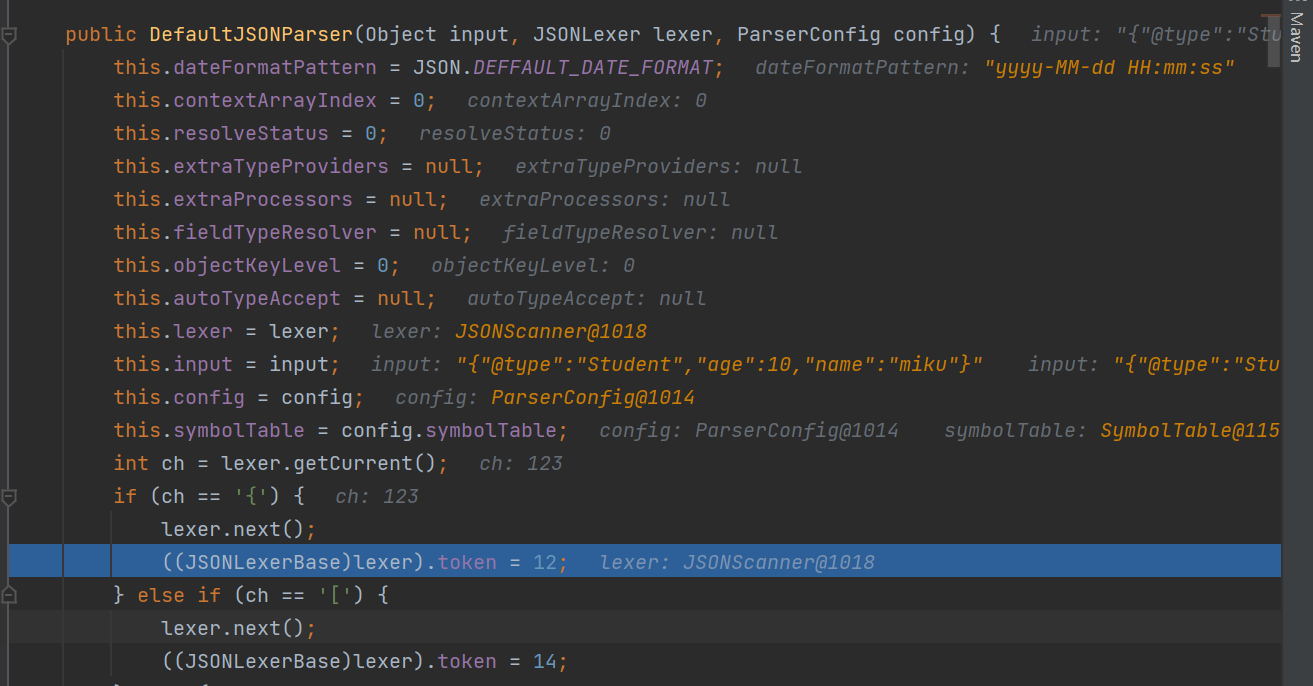 public DefaultJSONParser(Object input, JSONLexer lexer, ParserConfig config) {   input: "{"@type":"Stu
this.dateFormatPattern = JSON.DEFFAULT_DATE_FORMAT;   dateFormatPattern: "yyyy-MM-dd HH:mm:ss"
this.contextArrayIndex = 0;   contextArrayIndex: 0
this.resolveStatus = 0;   resolveStatus: 0
this.extraTypeProviders = null;   extraTypeProviders: null
this.extraProcessors = null;   extraProcessors: null
this.fieldTypeResolver = null;   fieldTypeResolver: null
this.objectKeyLevel = 0;   objectKeyLevel: 0
this.autoTypeAccept = null;   autoTypeAccept: null
this.lexer = lexer;   lexer: JSONScanner@1018
this.input = input;   input: "{"@type":"Student","age":10,"name":"miku"}"   input: "{"@type":"Stu
this.config = config;   config: ParserConfig@1014
this.symbolTable = config.symbolTable;   config: ParserConfig@1014   symbolTable: SymbolTable@115
int ch = lexer.getCurrent();   ch: 123
if (ch == '{') {   ch: 123
lexer.next();
((JSONLexerBase)lexer).token = 12;   lexer: JSONScanner@1018
} else if (ch == '[') {
lexer.next();
((JSONLexerBase)lexer).token = 14;
Maven